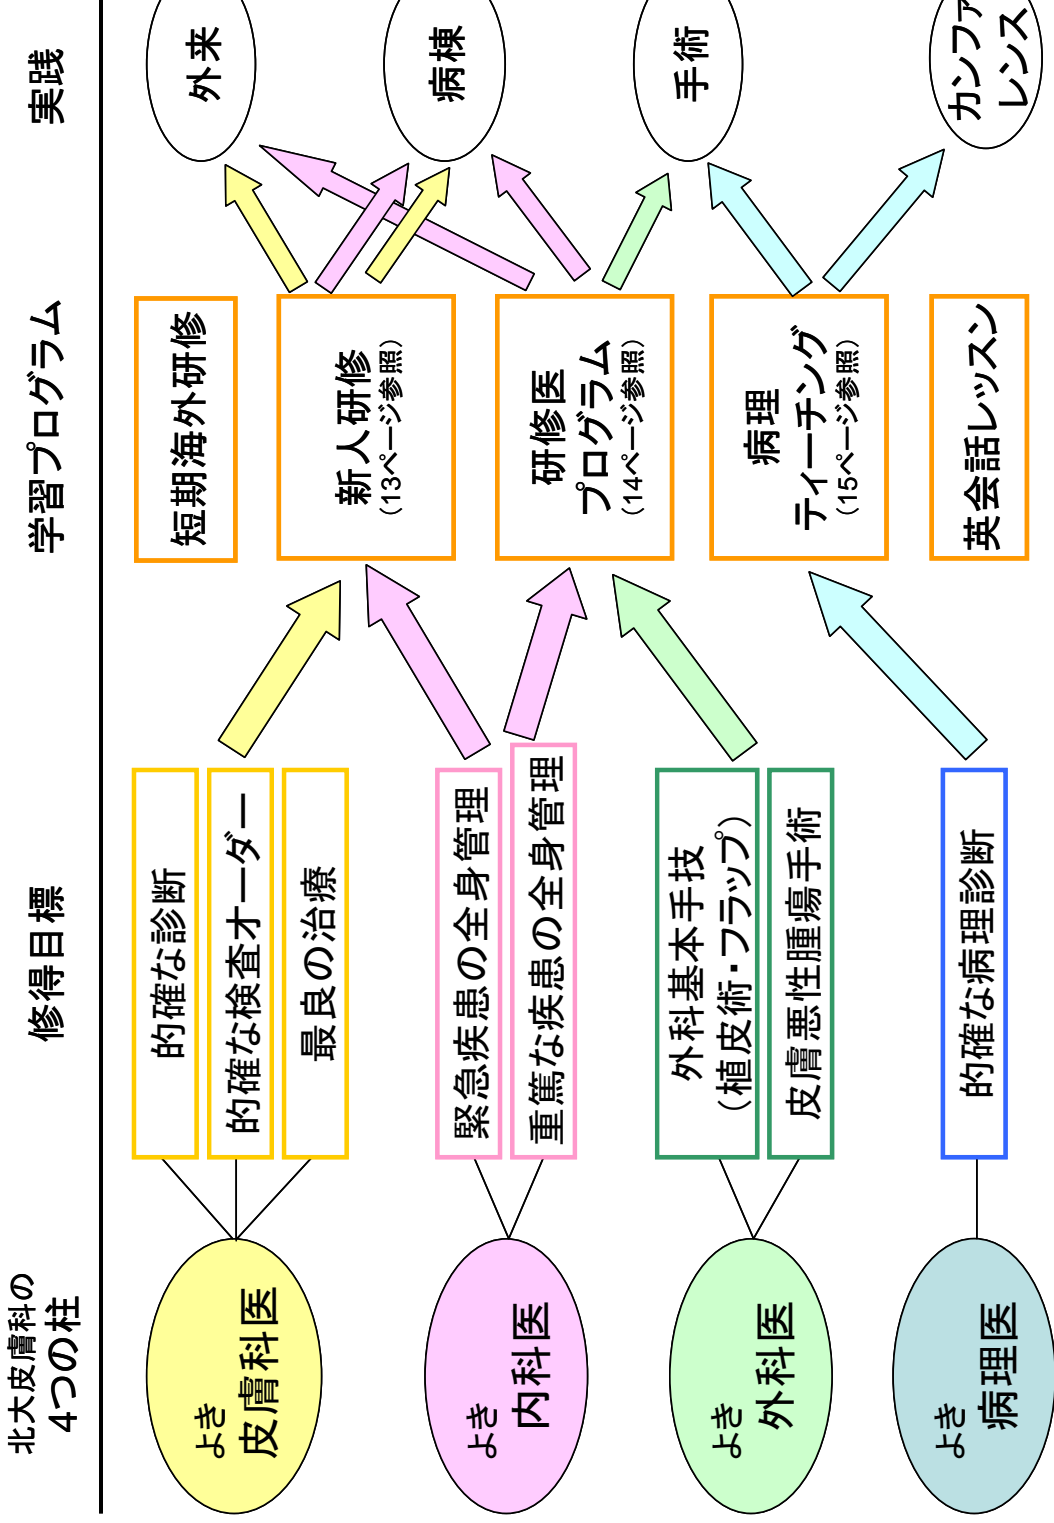 北大皮膚科の
4つの柱
修得目標
学習プログラム
実践
よき
皮膚科医
的確な診断
的確な検査オーダー
最良の治療
よき
内科医
緊急疾患の全身管理
重篤な疾患の全身管理
よき
外科医
外科基本手技
(植皮術・フラップ)
皮膚悪性腫瘍手術
よき
病理医
的確な病理診断
短期海外研修
新人研修
(13ページ参照)
研修医
プログラム
(14ページ参照)
病理
ティーチング
(15ページ参照)
英会話レッスン
外来
病棟
手術
カンファ
レンス